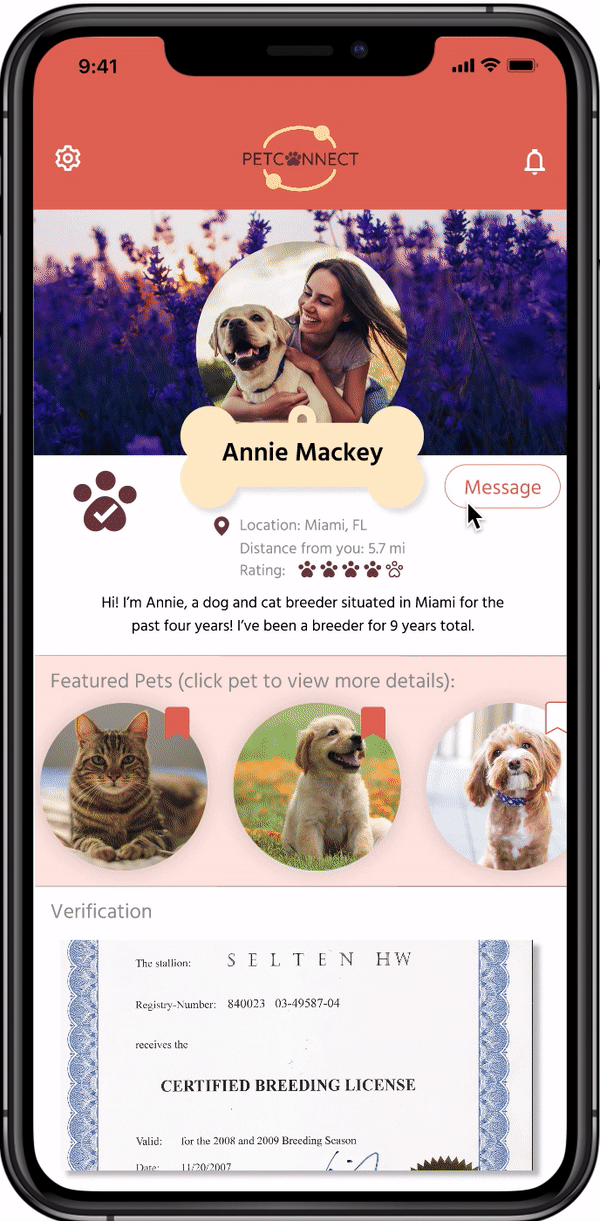 9:41
PETCONNECT
Annie Mackey
Message
Location: Miami, FL
Distance from you: 5.7 mi
Rating:
Hi! I'm Annie, a dog and cat breeder situated in Miami for the
past four years! I've been a breeder for 9 years total.
Featured Pets (click pet to view more details):
Verification
The stallion: SELTEN HW
Registry-Number: 840023 03-49587-04
receives the
CERTIFIED BREEDING LICENSE
Valid: for the 2008 and 2009 Breeding Season
Date: 11/20/2007